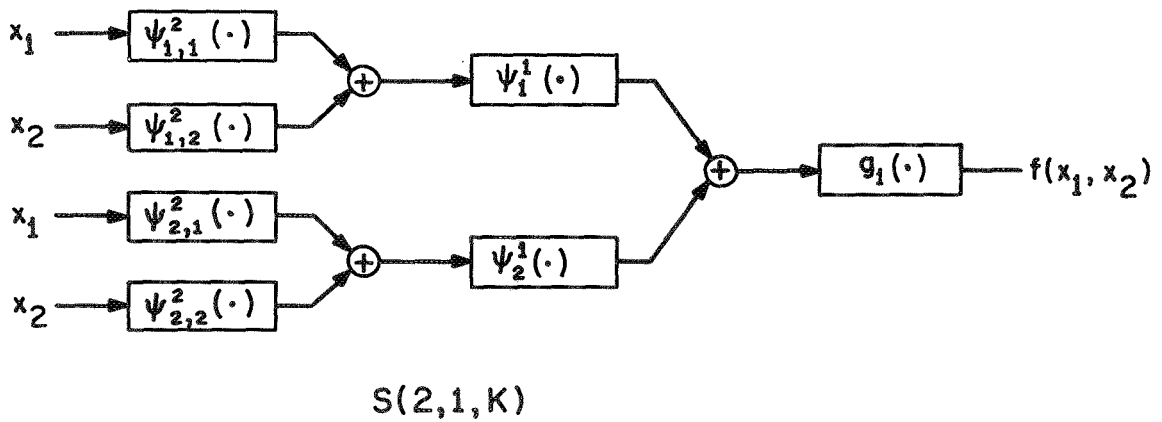 x₁ ψ²₁,₁(·)
x₂ ψ²₁,₂(·)
ψ¹₁(·)
+
x₁ ψ²₂,₁(·)
x₂ ψ²₂,₂(·)
+
ψ¹₂(·)
+
g₁(·)
f(x₁, x₂)
S(2,1,K)